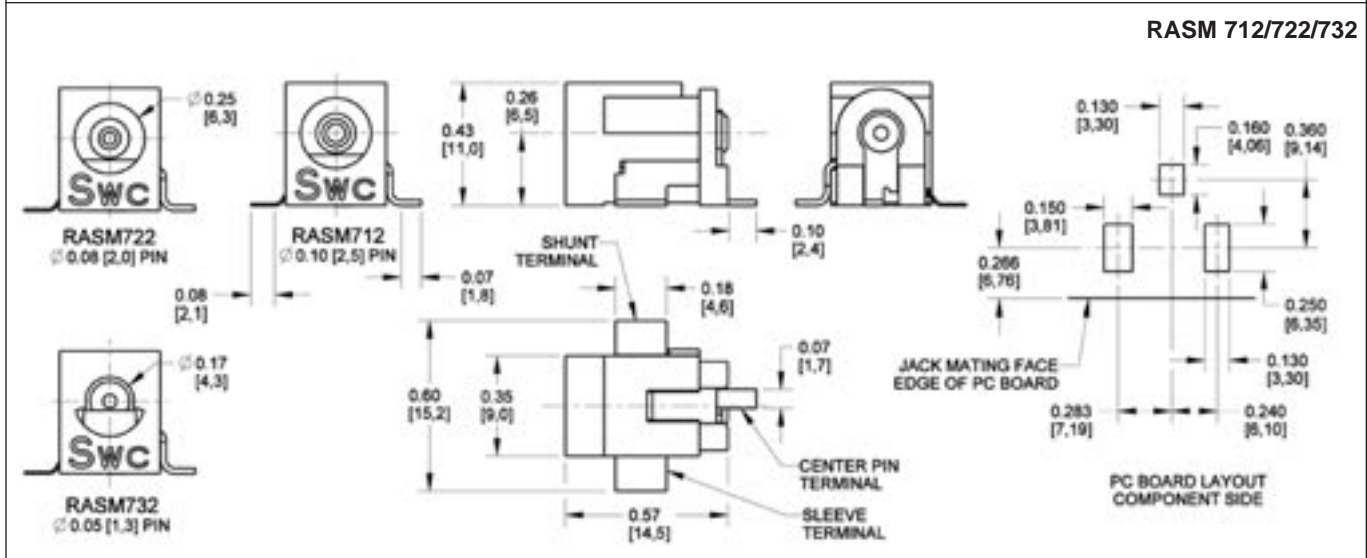 RASM 712/722/732
Ø 0.25
[6,3]
SWC
RASM722
Ø 0.08 [2,0] PIN
SWC
RASM712
Ø 0.10 [2,5] PIN
0.08
[2,1]
0.07
[1,8]
0.43
[11,0]
0.26
[6,5]
0.10
[2,4]
0.130
[3,30]
0.160
[4,06]
0.360
[9,14]
0.150
[3,81]
0.266
[6,76]
0.250
[6,35]
0.130
[3,30]
JACK MATING FACE
EDGE OF PC BOARD
0.283
[7,19]
0.240
[6,10]
PC BOARD LAYOUT
COMPONENT SIDE
Ø 0.17
[4,3]
SWC
RASM732
Ø 0.05 [1,3] PIN
SHUNT
TERMINAL
0.18
[4,6]
0.07
[1,7]
0.60
[15,2]
0.35
[9,0]
CENTER PIN
TERMINAL
0.57
[14,5]
SLEEVE
TERMINAL